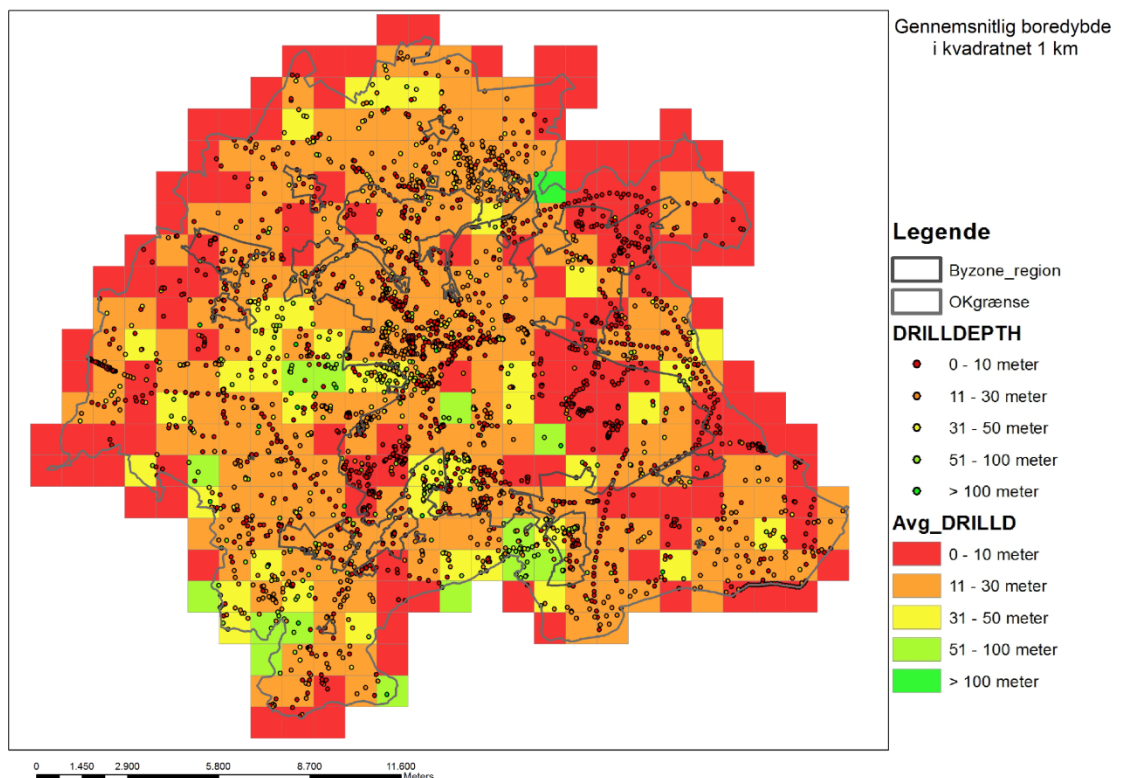 Gennemsnitlig boredybde
i kvadratnet 1 km
Legende
Byzone_region
OKgrænse
DRILLDEPTH
0 - 10 meter
11 - 30 meter
31 - 50 meter
51 - 100 meter
> 100 meter
Avg_DRILLD
0 - 10 meter
11 - 30 meter
31 - 50 meter
51 - 100 meter
> 100 meter
0 1.450 2.900 5.800 8.700 11.600
Meters